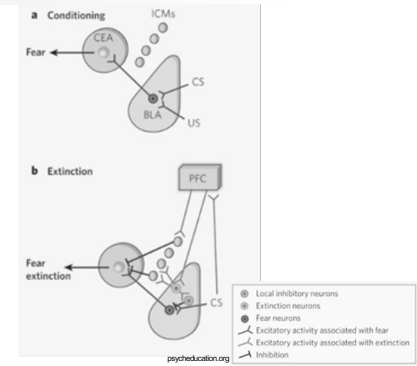 a Conditioning
ICMs
CEA
Fear
CS
BLA
US
b Extinction
PFC
Fear
extinction
CS
Local inhibitory neurons
Extinction neurons
Fear neurons
Excitatory activity associated with fear
Excitatory activity associated with extinction
Inhibition
psycheducation.org